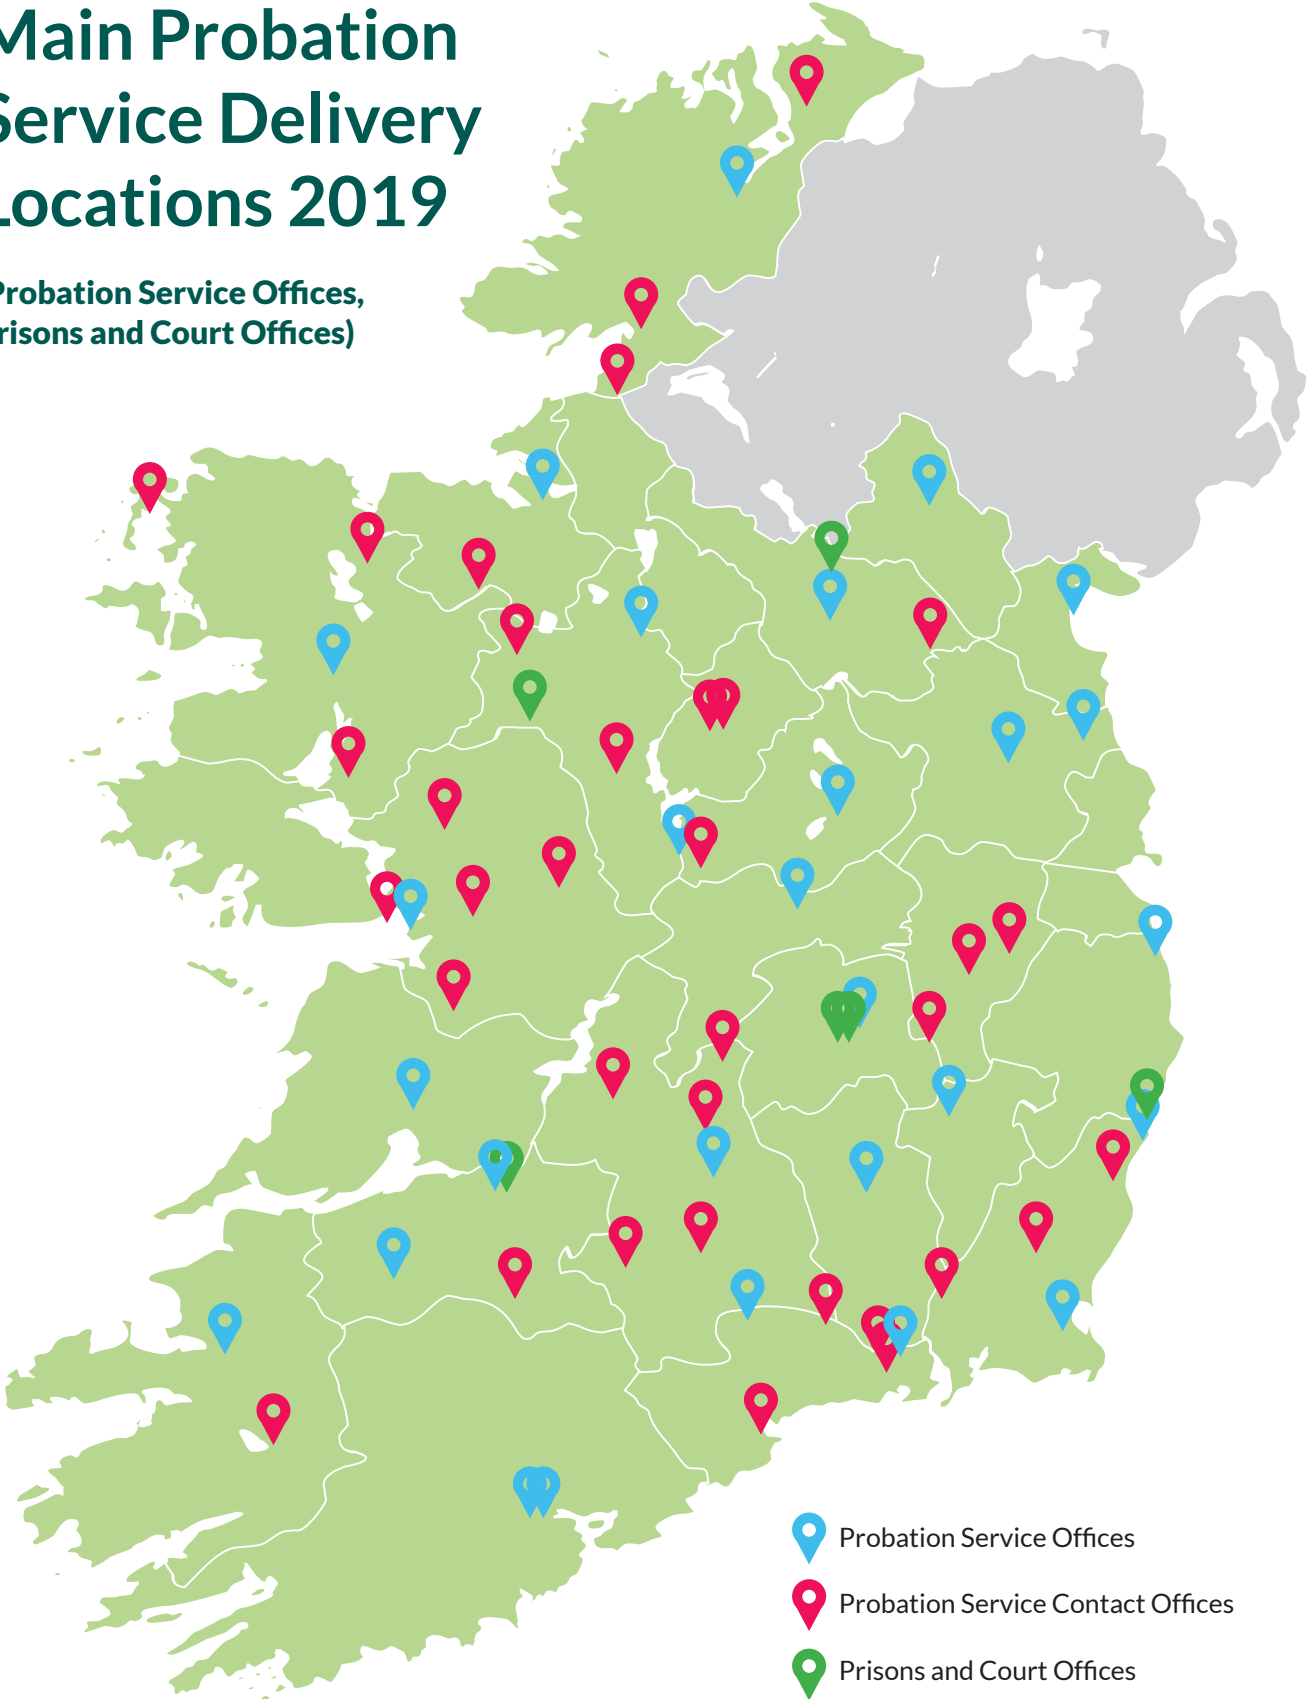 Main Probation
Service Delivery
Locations 2019
Probation Service Offices,
risons and Court Offices)
Probation Service Offices
Probation Service Contact Offices
Prisons and Court Offices